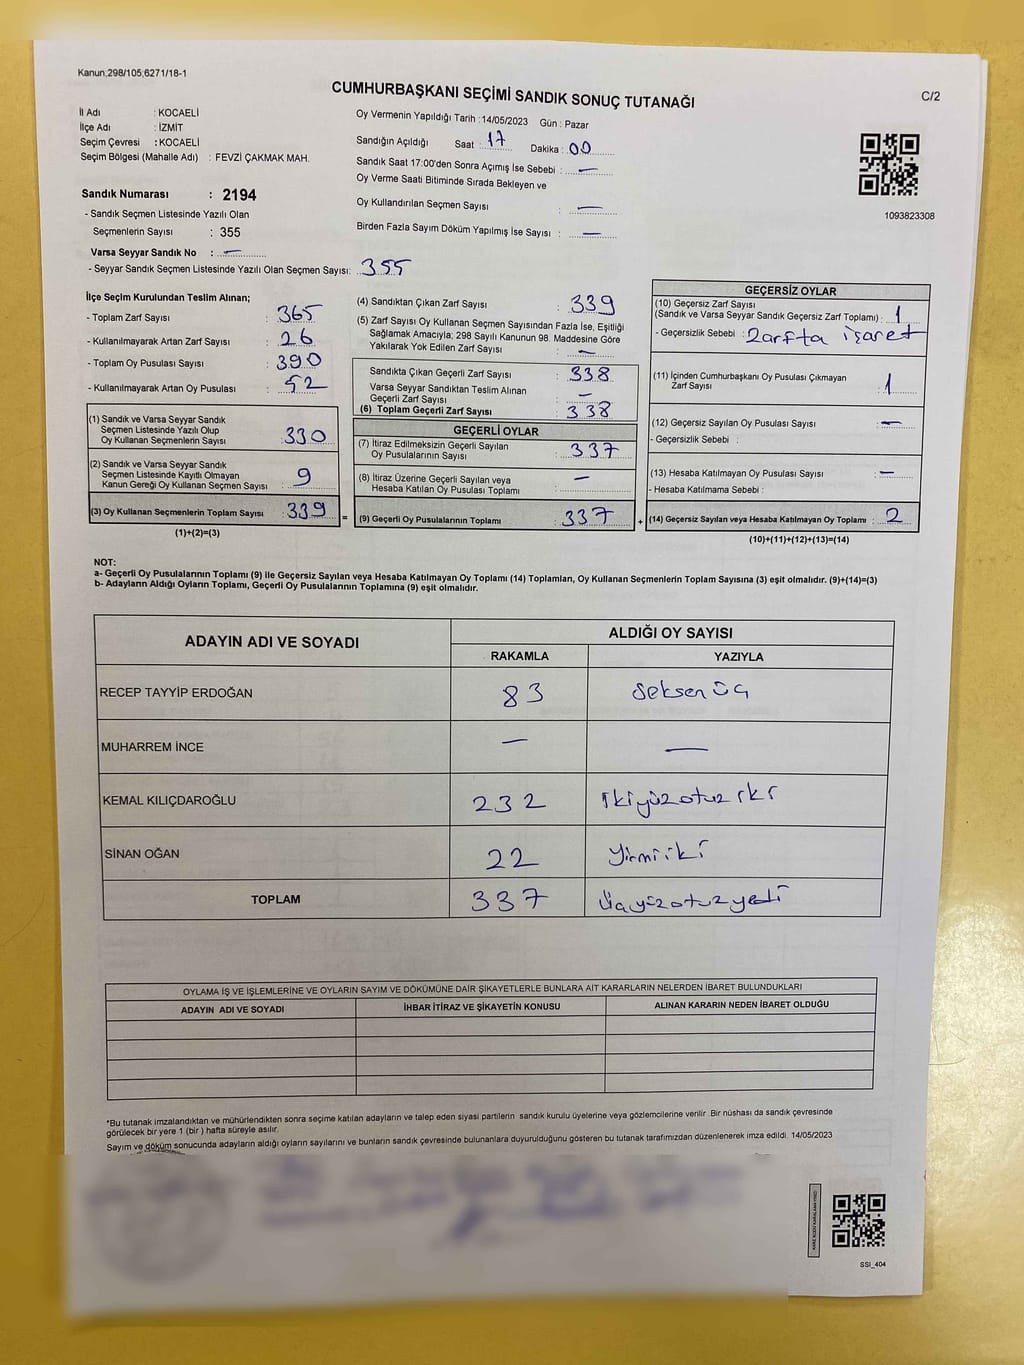 Kanun;298/105;6271/18-1
CUMHURBAŞKANI SEÇİMİ SANDIK SONUÇ TUTANAĞI
C/2
İl Adı : KOCAELİ
İlçe Adı : İZMİT
Seçim Çevresi : KOCAELİ
Seçim Bölgesi (Mahalle Adı) : FEVZİ ÇAKMAK MAH.
Sandık Numarası : 2194
- Sandık Seçmen Listesinde Yazılı Olan
Seçmenlerin Sayısı : 355
Varsa Seyyar Sandık No : —
- Seyyar Sandık Seçmen Listesinde Yazılı Olan Seçmen Sayısı: 355
Oy Vermenin Yapıldığı Tarih : 14/05/2023 Gün : Pazar
Sandığın Açıldığı Saat : 17 Dakika : 00
Sandık Saat 17:00'den Sonra Açımış İse Sebebi : —
Oy Verme Saati Bitiminde Sırada Bekleyen ve
Oy Kullandırılan Seçmen Sayısı : —
Birden Fazla Sayım Döküm Yapılmış İse Sayısı : —
1093823308
İlçe Seçim Kurulundan Teslim Alınan;
- Toplam Zarf Sayısı : 365
- Kullanılmayarak Artan Zarf Sayısı : 26
- Toplam Oy Pusulası Sayısı : 390
- Kullanılmayarak Artan Oy Pusulası : 52
(1) Sandık ve Varsa Seyyar Sandık
Seçmen Listesinde Yazılı Olup
Oy Kullanan Seçmenlerin Sayısı : 330
(2) Sandık ve Varsa Seyyar Sandık
Seçmen Listesinde Kayıtlı Olmayan
Kanun Gereği Oy Kullanan Seçmen Sayısı : 9
(3) Oy Kullanan Seçmenlerin Toplam Sayısı : 339
(1)+(2)=(3)
(4) Sandıktan Çıkan Zarf Sayısı : 339
(5) Zarf Sayısı Oy Kullanan Seçmen Sayısından Fazla İse, Eşitliği
Sağlamak Amacıyla, 298 Sayılı Kanunun 98. Maddesine Göre
Yakılarak Yok Edilen Zarf Sayısı : —
Sandıkta Çıkan Geçerli Zarf Sayısı : 338
Varsa Seyyar Sandıktan Teslim Alınan
Geçerli Zarf Sayısı : —
(6) Toplam Geçerli Zarf Sayısı : 338
GEÇERLİ OYLAR
(7) İtiraz Edilmeksizin Geçerli Sayılan
Oy Pusulalarının Sayısı : 337
(8) İtiraz Üzerine Geçerli Sayılan veya
Hesaba Katılan Oy Pusulası Toplamı : —
= (9) Geçerli Oy Pusulalarının Toplamı : 337
GEÇERSİZ OYLAR
(10) Geçersiz Zarf Sayısı
(Sandık ve Varsa Seyyar Sandık Geçersiz Zarf Toplamı) : 1
- Geçersizlik Sebebi : Zarfta işaret
(11) İçinden Cumhurbaşkanı Oy Pusulası Çıkmayan
Zarf Sayısı : 1
(12) Geçersiz Sayılan Oy Pusulası Sayısı : —
- Geçersizlik Sebebi :
(13) Hesaba Katılmayan Oy Pusulası Sayısı : —
- Hesaba Katılmama Sebebi :
+ (14) Geçersiz Sayılan veya Hesaba Katılmayan Oy Toplamı : 2
(10)+(11)+(12)+(13)=(14)
NOT:
a- Geçerli Oy Pusulalarının Toplamı (9) ile Geçersiz Sayılan veya Hesaba Katılmayan Oy Toplamı (14) Toplamları, Oy Kullanan Seçmenlerin Toplam Sayısına (3) eşit olmalıdır. (9)+(14)=(3)
b- Adayların Aldığı Oyların Toplamı, Geçerli Oy Pusulalarının Toplamına (9) eşit olmalıdır.
ADAYIN ADI VE SOYADI ALDIĞI OY SAYISI
RAKAMLA YAZIYLA
RECEP TAYYİP ERDOĞAN 83 Seksenüç
MUHARREM İNCE — —
KEMAL KILIÇDAROĞLU 232 ikiyüzotuziki
SİNAN OĞAN 22 Yirmiiki
TOPLAM 337 Üçyüzotuzyedi
OYLAMA İŞ VE İŞLEMLERİNE VE OYLARIN SAYIM VE DÖKÜMÜNE DAİR ŞİKAYETLERLE BUNLARA AİT KARARLARIN NELERDEN İBARET BULUNDUKLARI
ADAYIN ADI VE SOYADI İHBAR İTİRAZ VE ŞİKAYETİN KONUSU ALINAN KARARIN NEDEN İBARET OLDUĞU
*Bu tutanak imzalandıktan ve mühürlendikten sonra seçime katılan adayların ve talep eden siyasi partilerin sandık kurulu üyelerine veya gözlemcilerine verilir. Bir nüshası da sandık çevresinde
görülecek bir yere 1 (bir) hafta süreyle asılır.
Sayım ve döküm sonucunda adayların aldığı oyların sayılarını ve bunların sandık çevresinde bulunanlara duyurulduğunu gösteren bu tutanak tarafımızdan düzenlenerek imza edildi. 14/05/2023
SSI_404